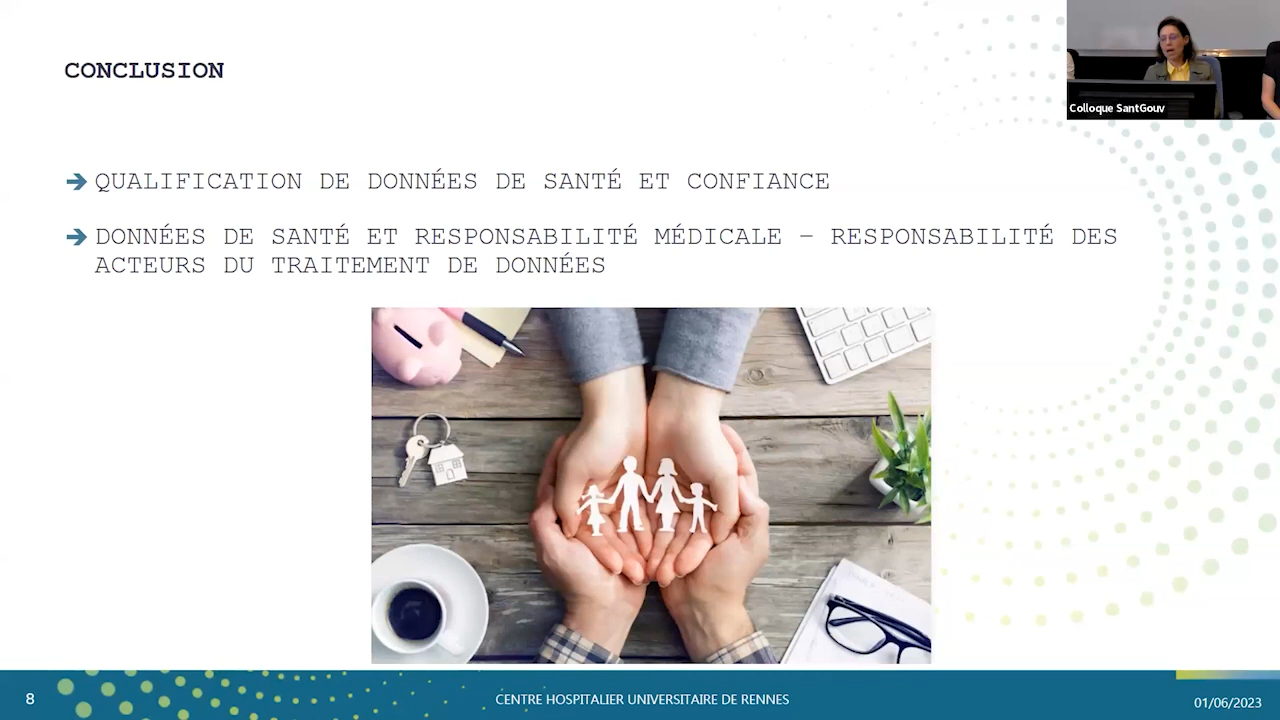 CONCLUSION
Colloque SantGouv
QUALIFICATION DE DONNÉES DE SANTÉ ET CONFIANCE
DONNÉES DE SANTÉ ET RESPONSABILITÉ MÉDICALE – RESPONSABILITÉ DES
ACTEURS DU TRAITEMENT DE DONNÉES
8
CENTRE HOSPITALIER UNIVERSITAIRE DE RENNES
01/06/2023